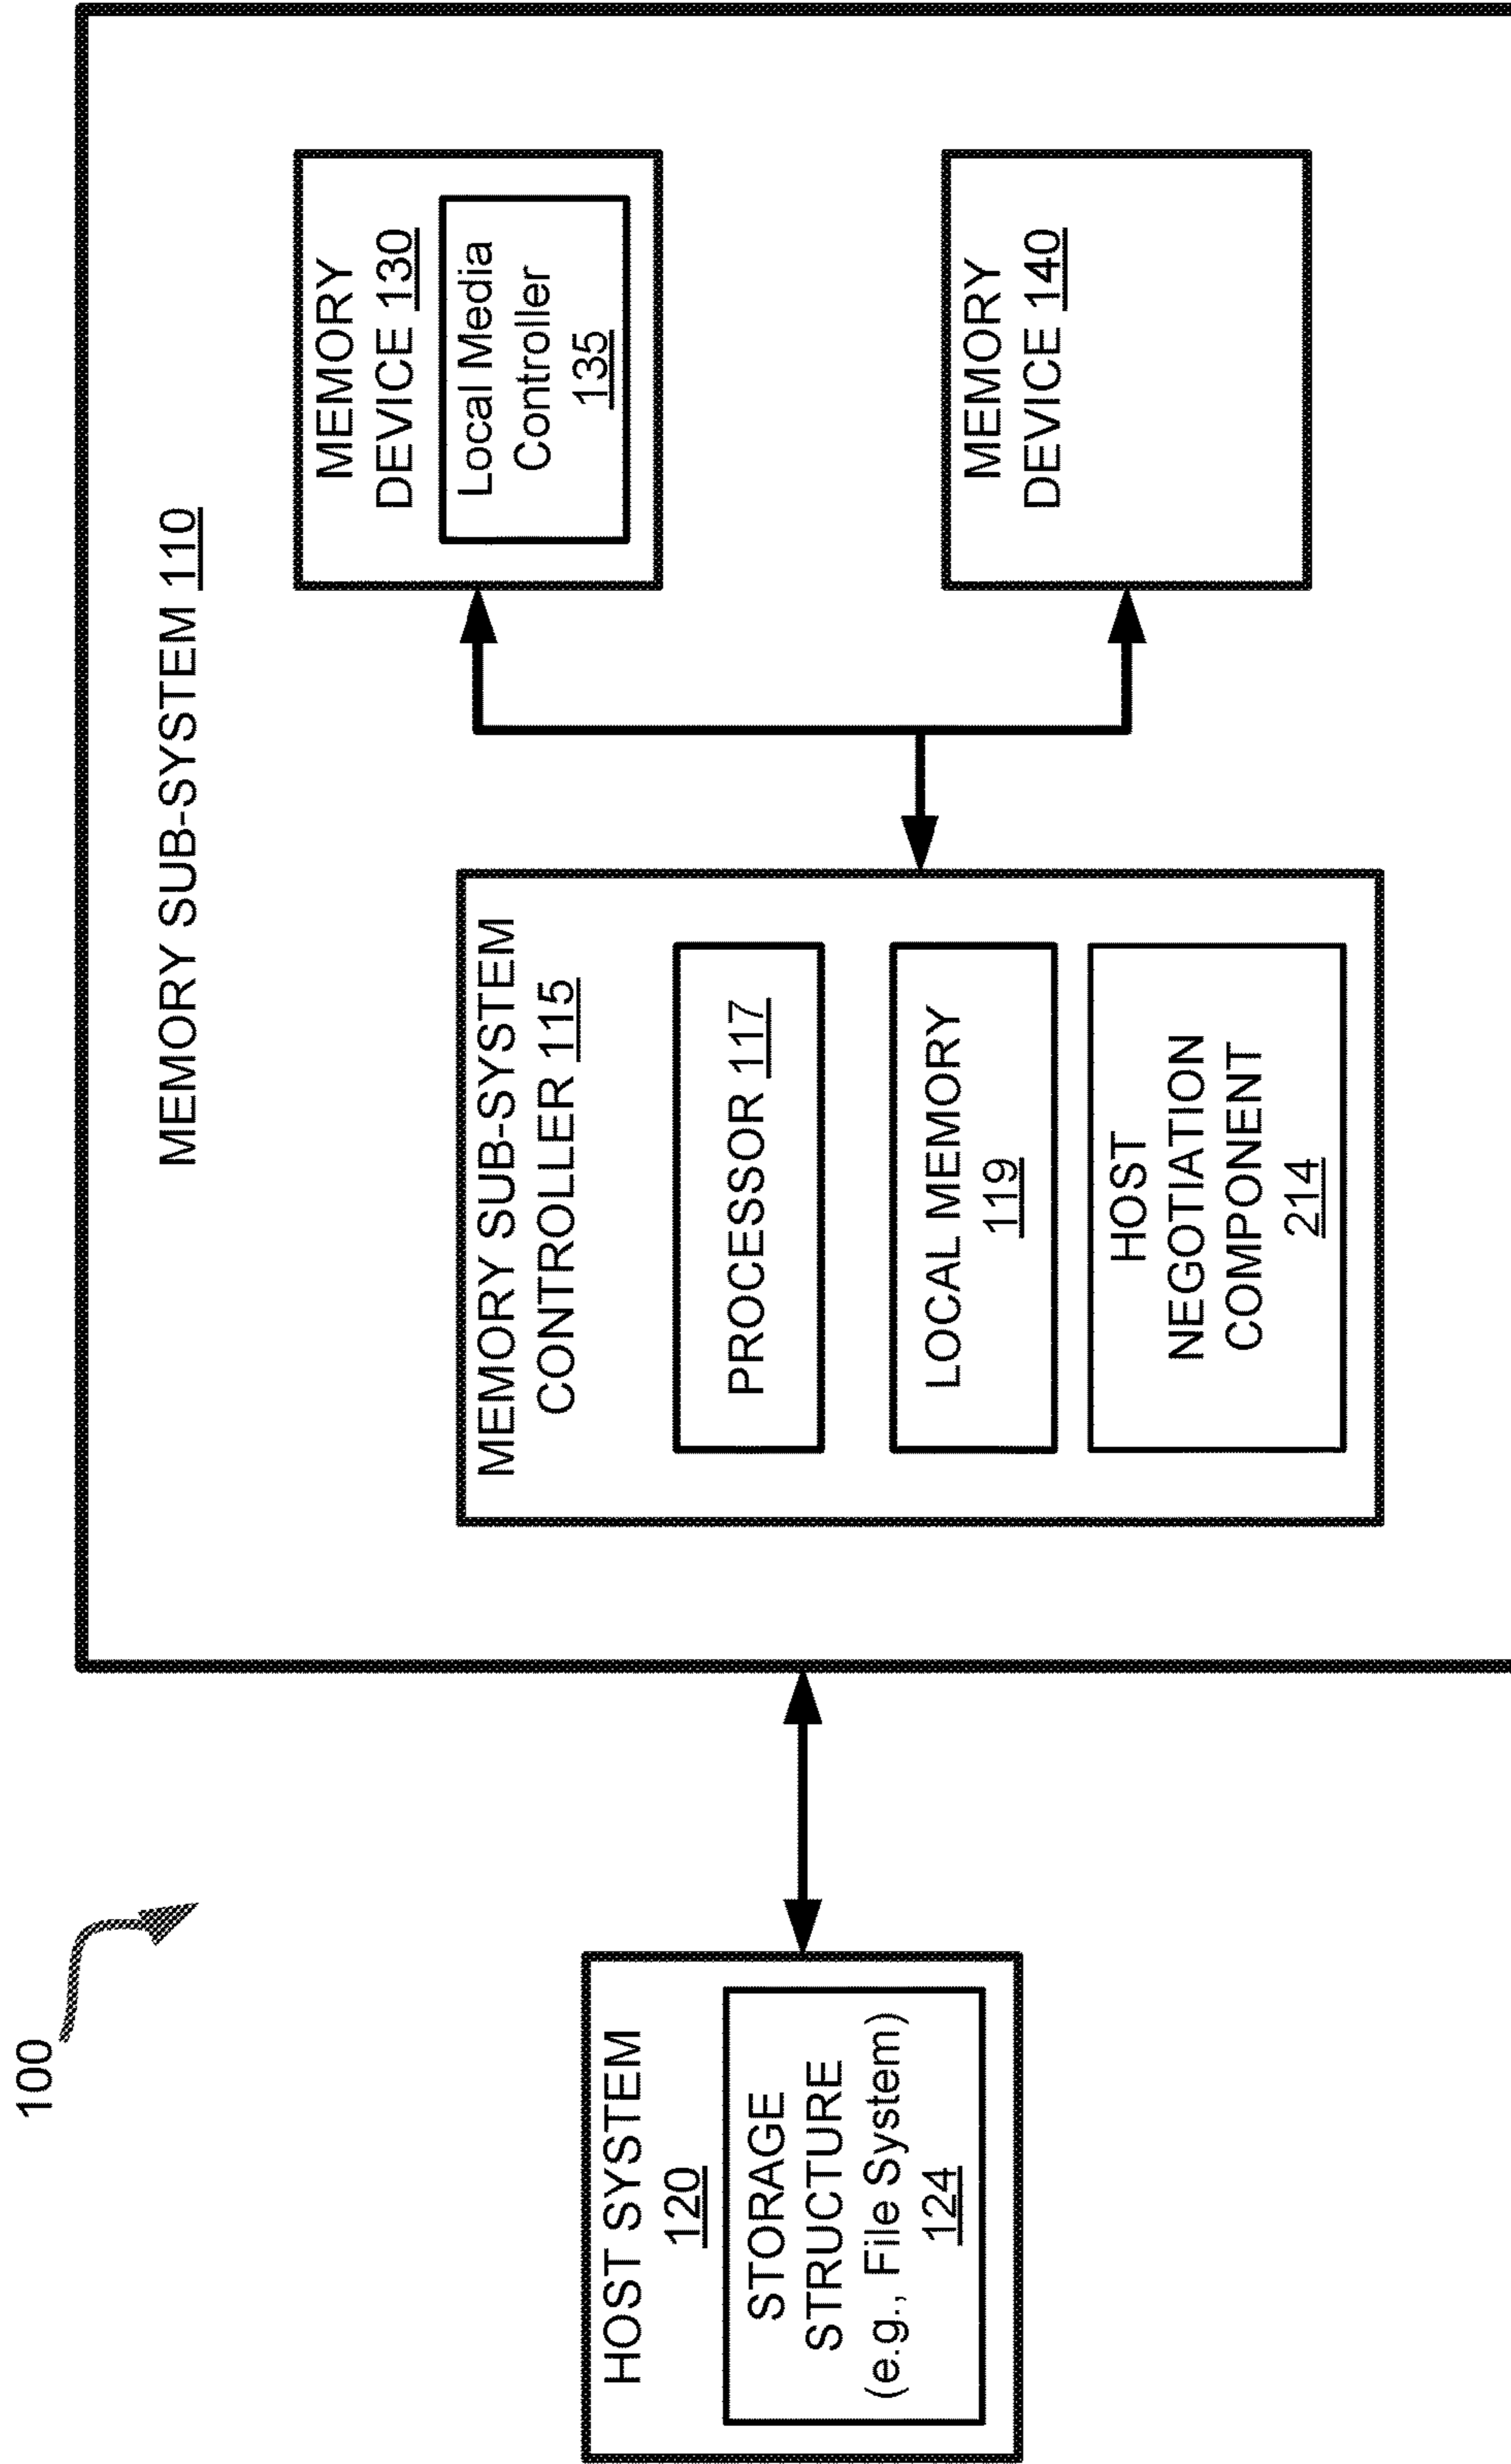 100
HOST SYSTEM
120
STORAGE
STRUCTURE
(e.g., File System)
124
MEMORY SUB-SYSTEM 110
MEMORY SUB-SYSTEM
CONTROLLER 115
PROCESSOR 117
LOCAL MEMORY
119
HOST
NEGOTIATION
COMPONENT
214
MEMORY
DEVICE 130
Local Media
Controller
135
MEMORY
DEVICE 140